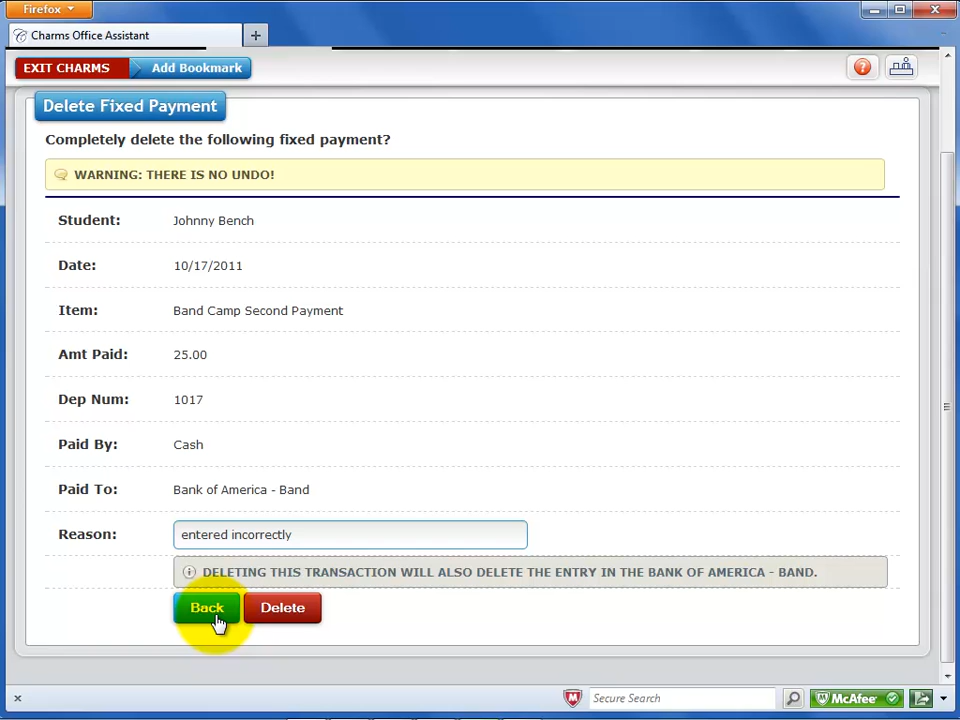 Firefox
Charms Office Assistant
EXIT CHARMS
Add Bookmark
Delete Fixed Payment
Completely delete the following fixed payment?
WARNING: THERE IS NO UNDO!
Student: Johnny Bench
Date: 10/17/2011
Item: Band Camp Second Payment
Amt Paid: 25.00
Dep Num: 1017
Paid By: Cash
Paid To: Bank of America - Band
Reason: entered incorrectly
DELETING THIS TRANSACTION WILL ALSO DELETE THE ENTRY IN THE BANK OF AMERICA - BAND.
Back Delete
Secure Search
McAfee